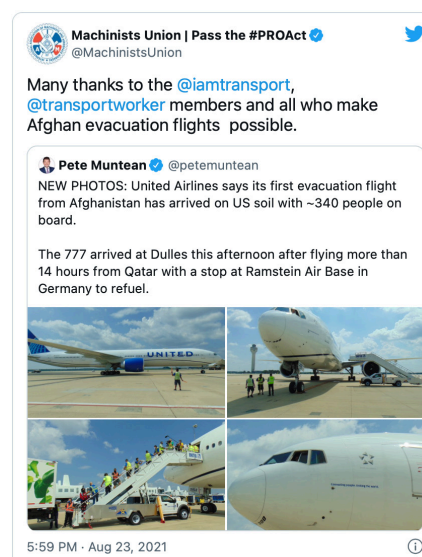 Machinists Union | Pass the #PROAct
@MachinistsUnion
Many thanks to the @iamtransport,
@transportworker members and all who make
Afghan evacuation flights  possible.
Pete Muntean @petemuntean
NEW PHOTOS: United Airlines says its first evacuation flight
from Afghanistan has arrived on US soil with ~340 people on
board.
The 777 arrived at Dulles this afternoon after flying more than
14 hours from Qatar with a stop at Ramstein Air Base in
Germany to refuel.
UNITED
5:59 PM · Aug 23, 2021